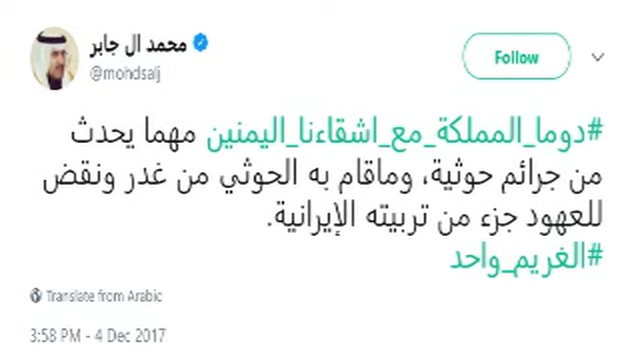 محمد ال جابر
@mohdsalj
Follow
#دوما_المملكة_مع_اشقاءنا_اليمنين مهما يحدث
من جرائم حوثية، وماقام به الحوثي من غدر ونقض
للعهود جزء من تربيته الإيرانية.
#الغريم_واحد
Translate from Arabic
3:58 PM - 4 Dec 2017